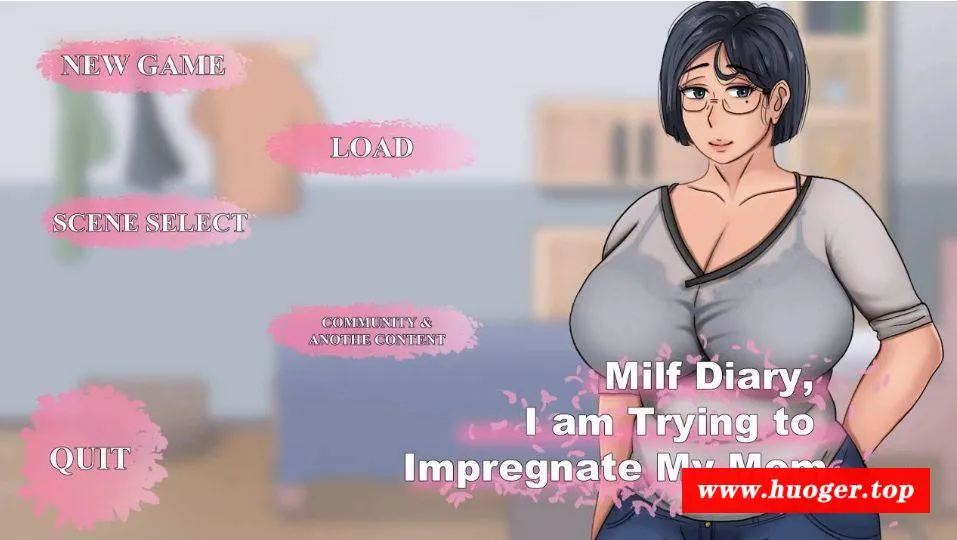 NEW GAME
LOAD
SCENE SELECT
COMMUNITY &
ANOTHE CONTENT
QUIT
Milf Diary,
I am Trying to
Impregnate My Mom
www.huoger.top